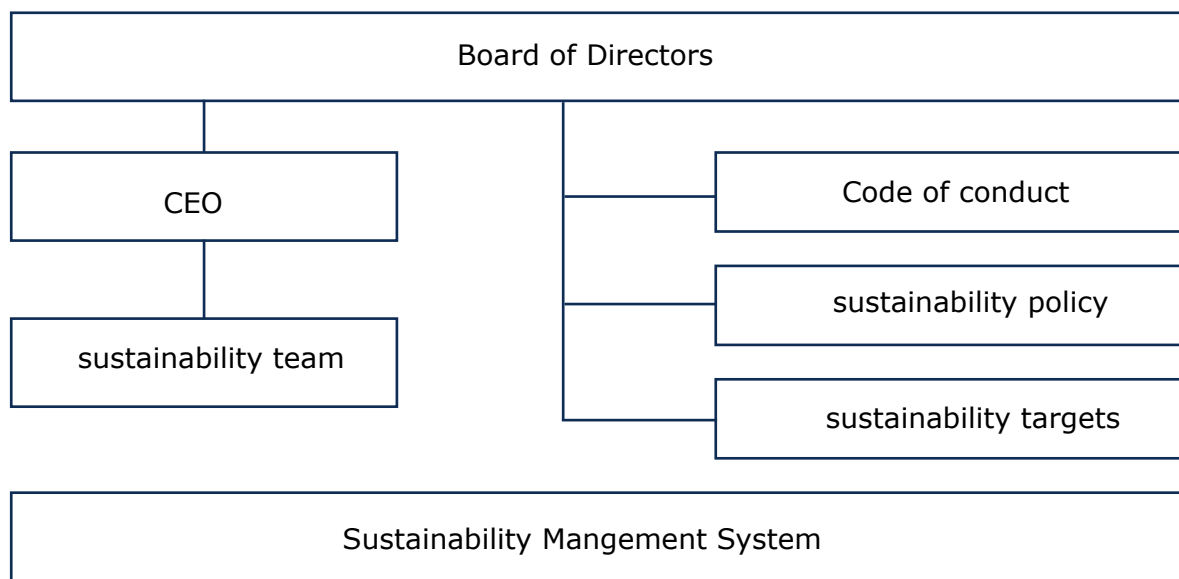 Board of Directors
CEO
Code of conduct
sustainability policy
sustainability team
sustainability targets
Sustainability Mangement System